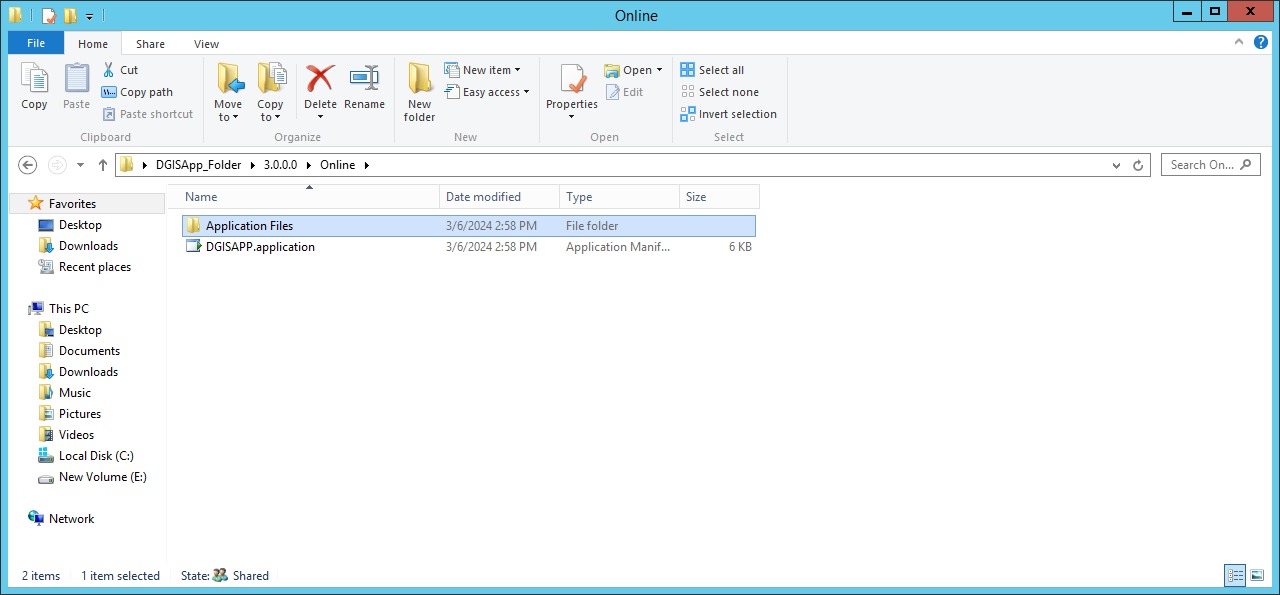 Online
File Home Share View
Copy
Paste
Cut
Copy path
Paste shortcut
Clipboard
Move to
Copy to
Delete
Rename
Organize
New folder
New item
Easy access
New
Properties
Open
Edit
Open
Select all
Select none
Invert selection
Select
DGISApp_Folder 3.0.0.0 Online
Search On...
Name Date modified Type Size
Application Files 3/6/2024 2:58 PM File folder
DGISAPP.application 3/6/2024 2:58 PM Application Manif... 6 KB
Favorites
Desktop
Downloads
Recent places
This PC
Desktop
Documents
Downloads
Music
Pictures
Videos
Local Disk (C:)
New Volume (E:)
Network
2 items 1 item selected State: Shared